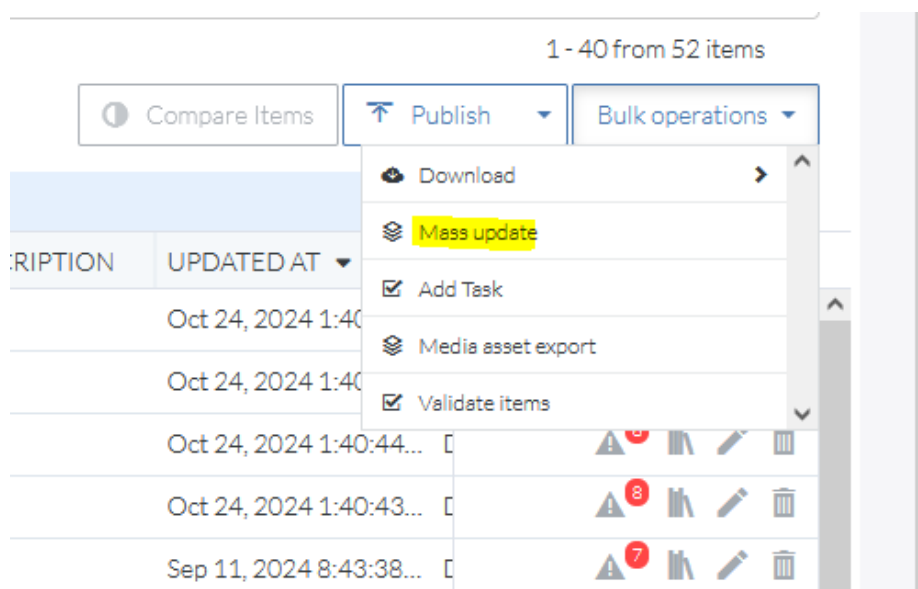 1 - 40 from 52 items
Compare Items
Publish
Bulk operations
Download
Mass update
Add Task
Media asset export
Validate items
RIPTION
UPDATED AT
Oct 24, 2024 1:40
Oct 24, 2024 1:40
Oct 24, 2024 1:40:44...
Oct 24, 2024 1:40:43...
8
Sep 11, 2024 8:43:38...
7